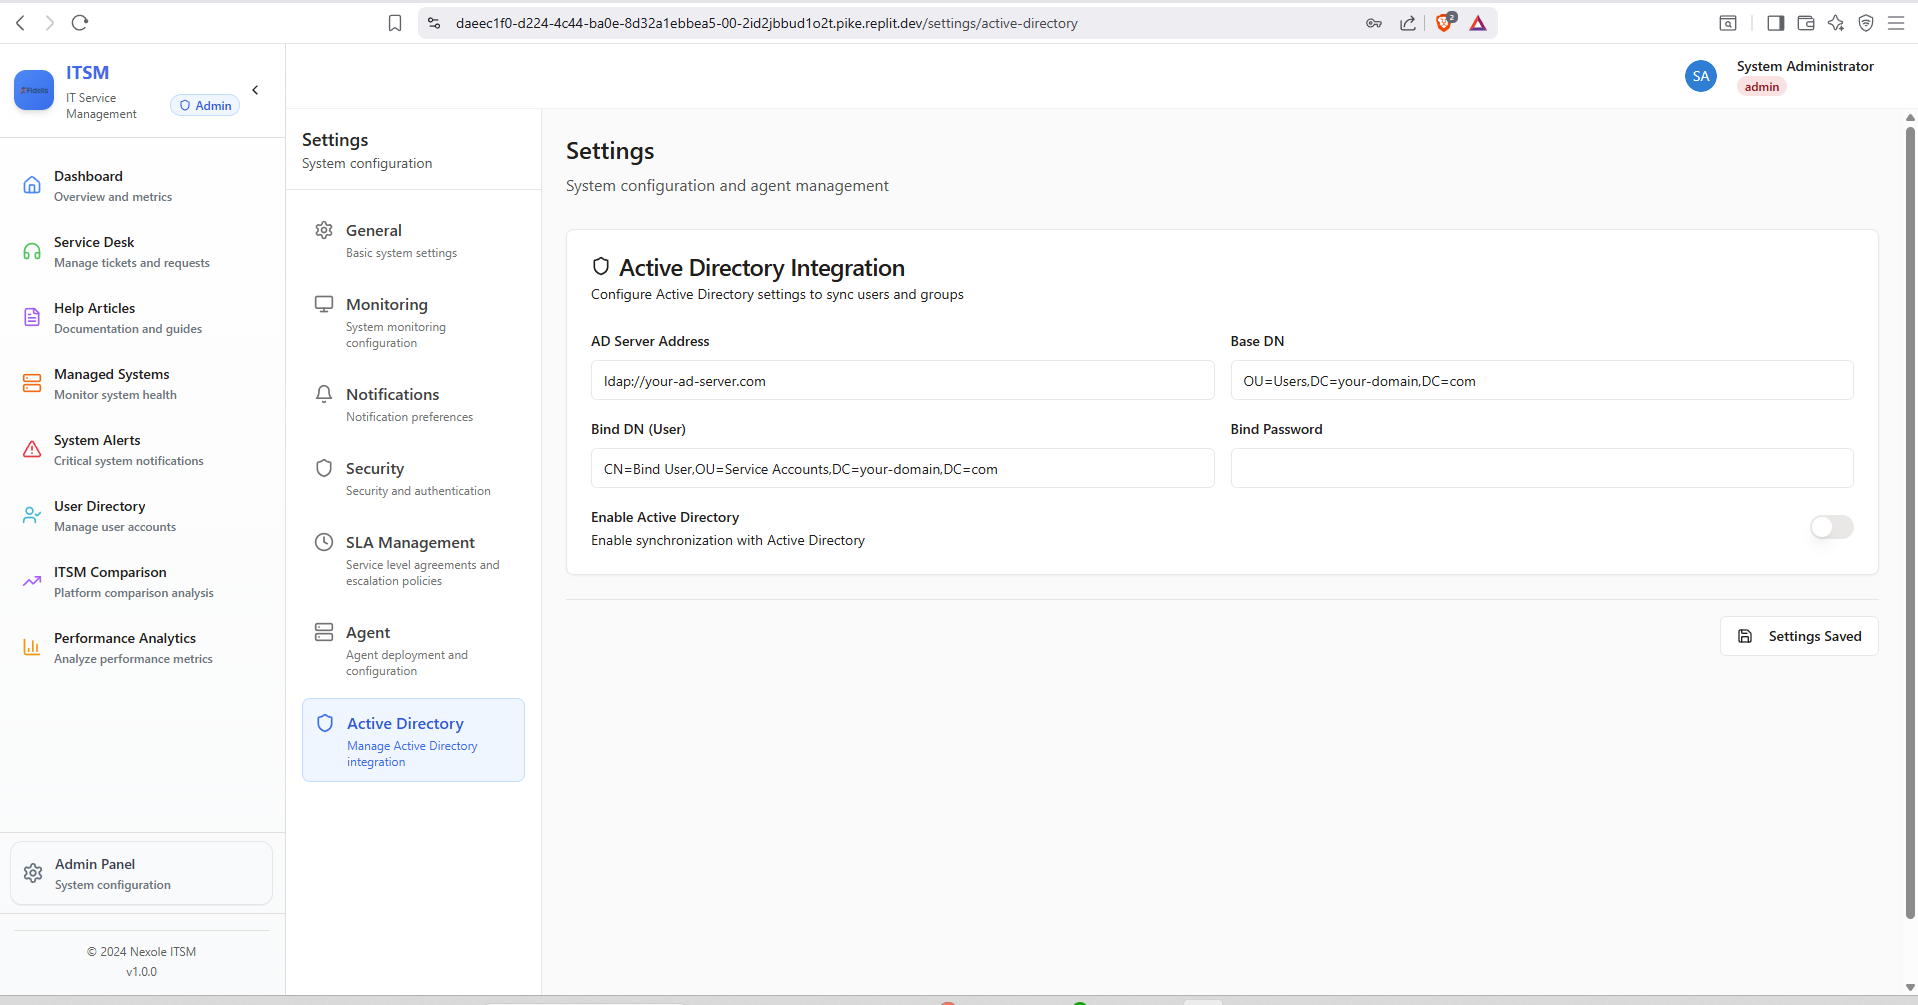 daeec1f0-d224-4c44-ba0e-8d32a1ebbea5-00-2id2jbbud1o2t.pike.replit.dev/settings/active-directory
2
ITSM
IT Service
Management
Admin
SA
System Administrator
admin
Dashboard
Overview and metrics
Service Desk
Manage tickets and requests
Help Articles
Documentation and guides
Managed Systems
Monitor system health
System Alerts
Critical system notifications
User Directory
Manage user accounts
ITSM Comparison
Platform comparison analysis
Performance Analytics
Analyze performance metrics
Admin Panel
System configuration
© 2024 Nexole ITSM
v1.0.0
Settings
System configuration
General
Basic system settings
Monitoring
System monitoring
configuration
Notifications
Notification preferences
Security
Security and authentication
SLA Management
Service level agreements and
escalation policies
Agent
Agent deployment and
configuration
Active Directory
Manage Active Directory
integration
Settings
System configuration and agent management
Active Directory Integration
Configure Active Directory settings to sync users and groups
AD Server Address
ldap://your-ad-server.com
Base DN
OU=Users,DC=your-domain,DC=com
Bind DN (User)
CN=Bind User,OU=Service Accounts,DC=your-domain,DC=com
Bind Password
Enable Active Directory
Enable synchronization with Active Directory
Settings Saved